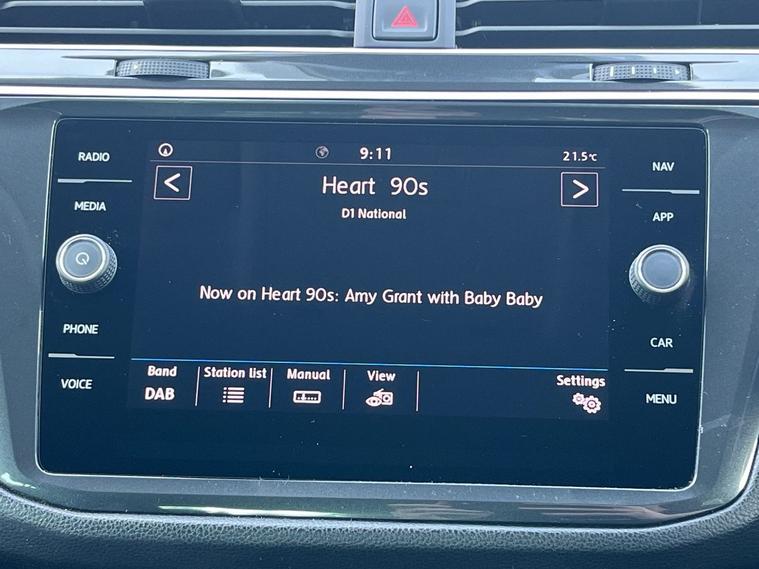 RADIO
MEDIA
PHONE
VOICE
9:11
21.5°C
Heart 90s
D1 National
Now on Heart 90s: Amy Grant with Baby Baby
Band
DAB
Station list
Manual
View
Settings
NAV
APP
CAR
MENU